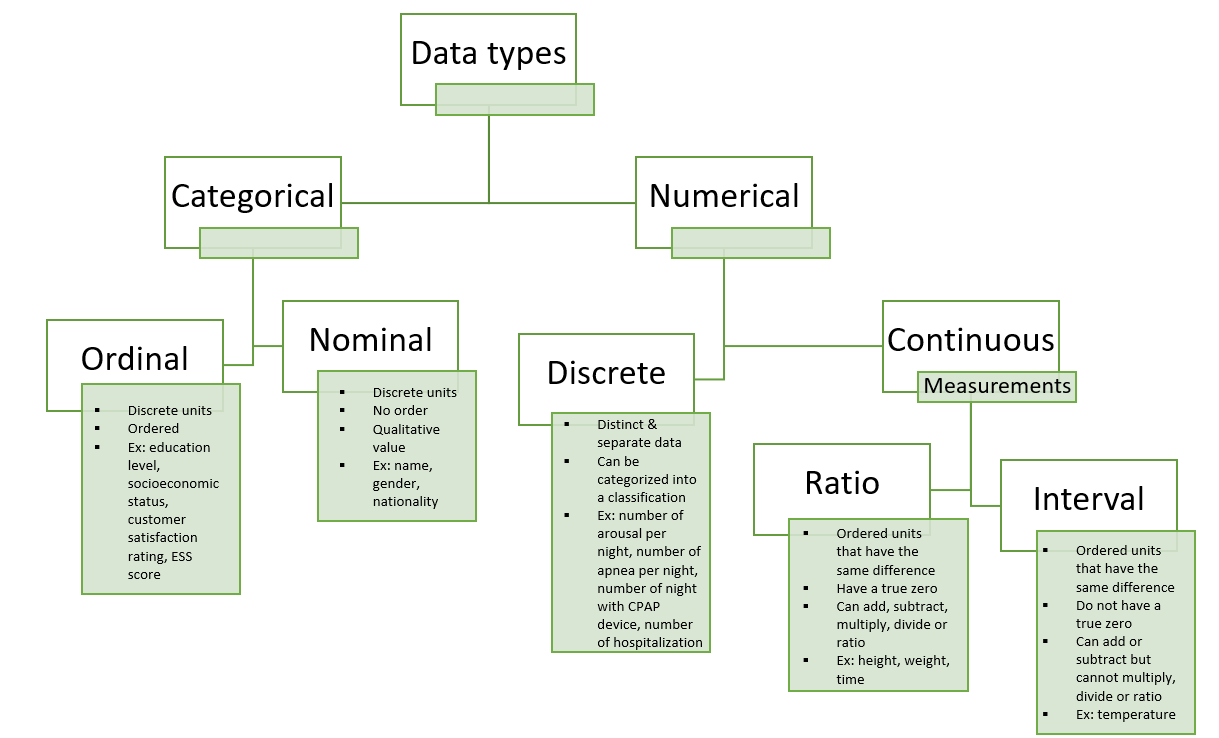 Data types
Categorical
Numerical
Ordinal
▪ Discrete units
▪ Ordered
▪ Ex: education
level,
socioeconomic
status,
customer
satisfaction
rating, ESS
score
Nominal
▪ Discrete units
▪ No order
▪ Qualitative
value
▪ Ex: name,
gender,
nationality
Discrete
▪ Distinct &
separate data
▪ Can be
categorized into
a classification
▪ Ex: number of
arousal per
night, number of
apnea per night,
number of night
with CPAP
device, number
of hospitalization
Continuous
Measurements
Ratio
▪ Ordered units
that have the
same difference
▪ Have a true zero
▪ Can add, subtract,
multiply, divide or
ratio
▪ Ex: height, weight,
time
Interval
▪ Ordered units
that have the
same difference
▪ Do not have a
true zero
▪ Can add or
subtract but
cannot multiply,
divide or ratio
▪ Ex: temperature